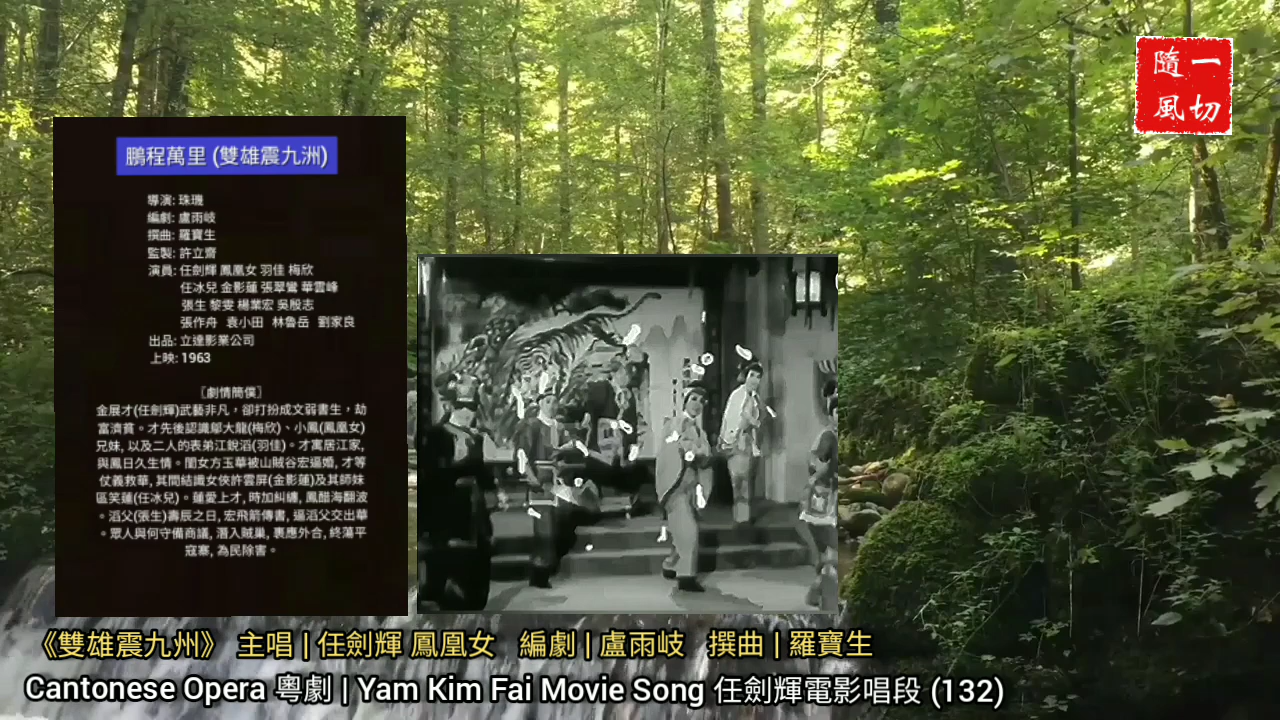 隨一
風切
鵬程萬里 (雙雄震九洲)
導演: 珠璣
編劇: 盧雨岐
撰曲: 羅寶生
監製: 許立齋
演員: 任劍輝 鳳凰女 羽佳 梅欣
任冰兒 金影蓮 張翠鸞 華雲峰
張生 黎雯 楊業宏 吳殷志
張作舟 袁小田 林魯岳 劉家良
出品: 立達影業公司
上映: 1963
〖劇情簡僕〗
金展才(任劍輝)武藝非凡，卻打扮成文弱書生，劫
富濟貧。才先後認識鄔大龍(梅欣)、小鳳(鳳凰女)
兄妹, 以及二人的表弟江銳滔(羽佳)。才寓居江家,
與鳳日久生情。閨女方玉華被山賊谷宏逼婚, 才等
仗義救華, 其間結識女俠許雲屏(金影蓮)及其師妹
區笑蓮(任冰兒)。蓮愛上才, 時加糾纏, 鳳醋海翻波
。滔父(張生)壽辰之日, 宏飛箭傳書, 逼滔父交出華
。眾人與何守備商議, 潛入賊巢, 裏應外合, 終蕩平
寇寨, 為民除害。
《雙雄震九州》 主唱 | 任劍輝 鳳凰女 編劇 | 盧雨岐 撰曲 | 羅寶生
Cantonese Opera 粵劇 | Yam Kim Fai Movie Song 任劍輝電影唱段 (132)